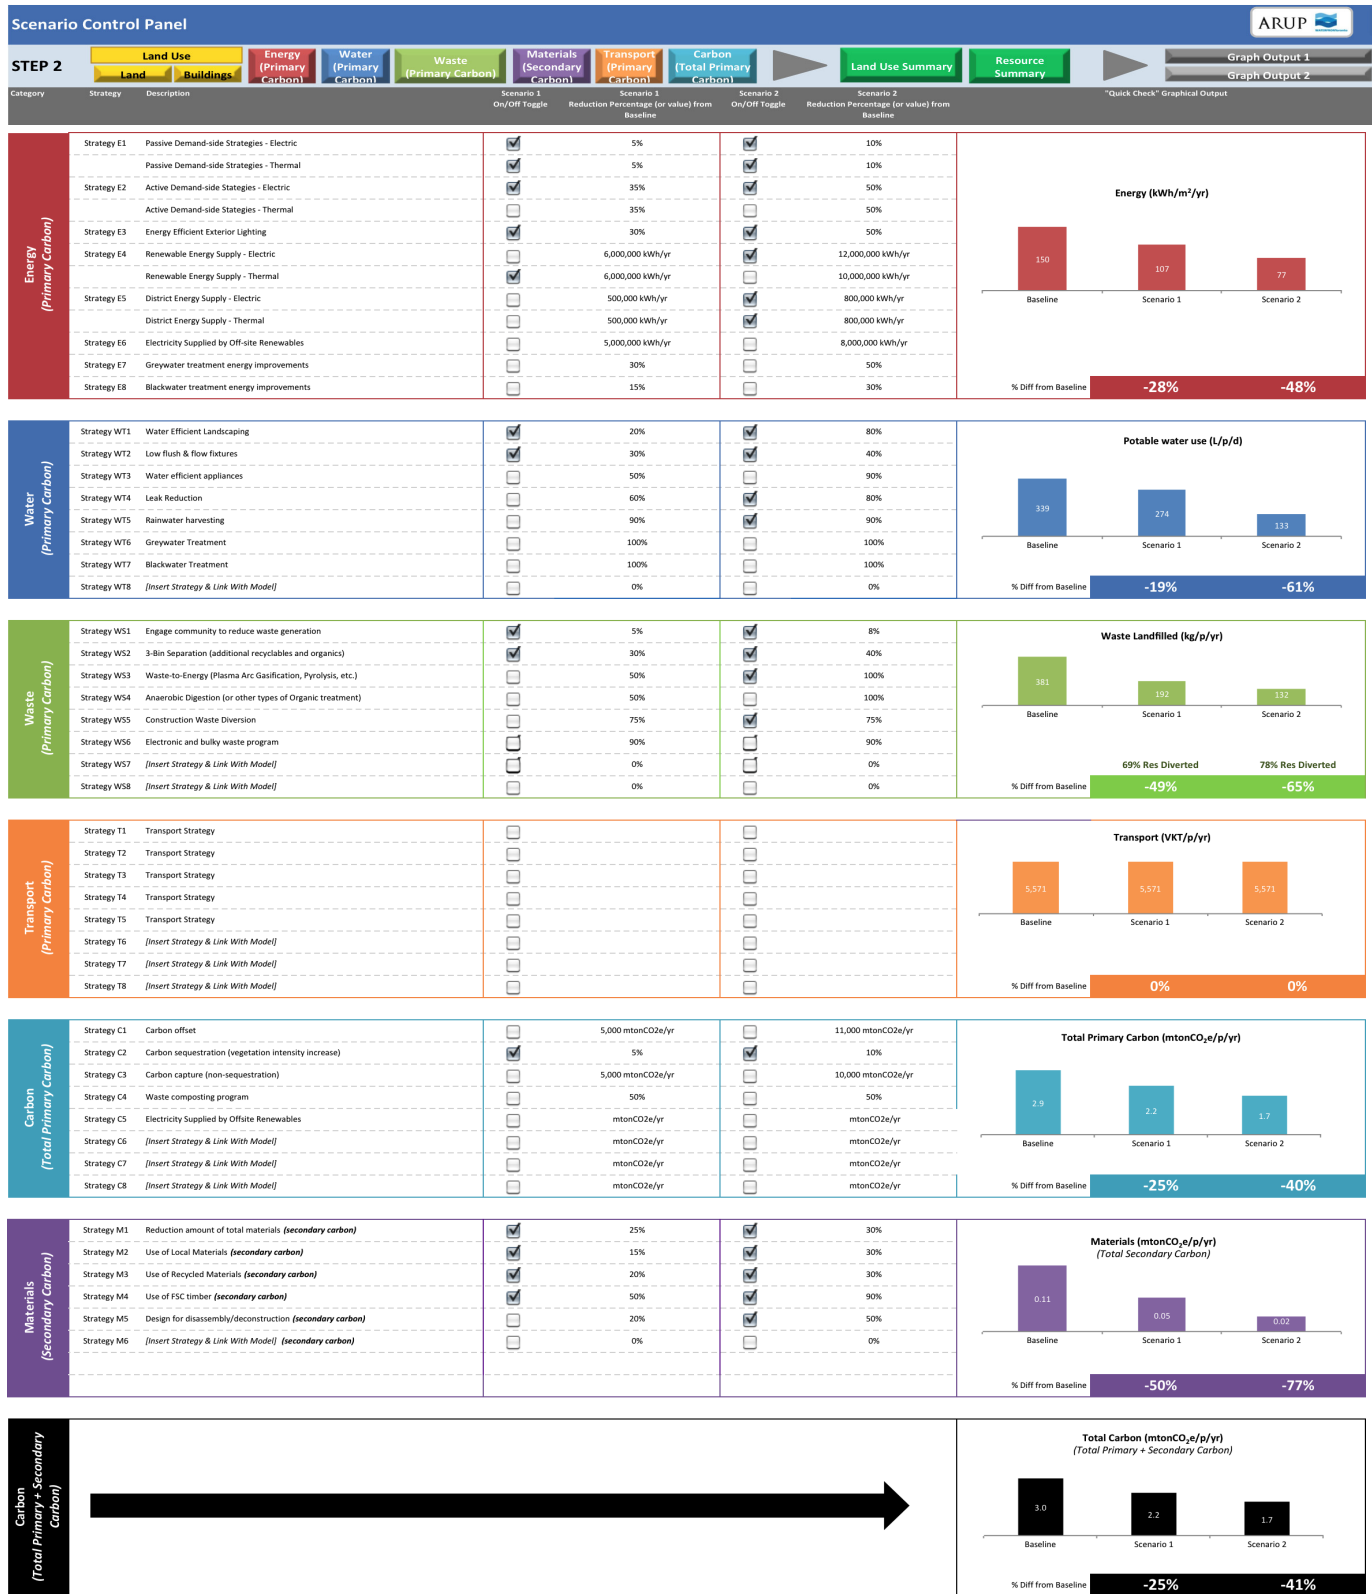 Scenario Control Panel
ARUP
STEP 2
Land Use
Land
Buildings
Energy
(Primary
Carbon)
Water
(Primary
Carbon)
Waste
(Primary Carbon)
Materials
(Secondary
Carbon)
Transport
(Primary
Carbon)
Carbon
(Total Primary
Carbon)
Land Use Summary
Resource
Summary
Graph Output 1
Graph Output 2
Category Strategy Description Scenario 1 Scenario 1 Scenario 2 Scenario 2 "Quick Check" Graphical Output
On/Off Toggle Reduction Percentage (or value) from On/Off Toggle Reduction Percentage (or value) from
Baseline Baseline
Energy
(Primary Carbon)
Strategy E1 Passive Demand-side Strategies - Electric 5% 10%
Passive Demand-side Strategies - Thermal 5% 10%
Strategy E2 Active Demand-side Stategies - Electric 35% 50%
Active Demand-side Stategies - Thermal 35% 50%
Strategy E3 Energy Efficient Exterior Lighting 30% 50%
Strategy E4 Renewable Energy Supply - Electric 6,000,000 kWh/yr 12,000,000 kWh/yr
Renewable Energy Supply - Thermal 6,000,000 kWh/yr 10,000,000 kWh/yr
Strategy E5 District Energy Supply - Electric 500,000 kWh/yr 800,000 kWh/yr
District Energy Supply - Thermal 500,000 kWh/yr 800,000 kWh/yr
Strategy E6 Electricity Supplied by Off-site Renewables 5,000,000 kWh/yr 8,000,000 kWh/yr
Strategy E7 Greywater treatment energy improvements 30% 50%
Strategy E8 Blackwater treatment energy improvements 15% 30%
Energy (kWh/m²/yr)
150 107 77
Baseline Scenario 1 Scenario 2
% Diff from Baseline -28% -48%
Water
(Primary Carbon)
Strategy WT1 Water Efficient Landscaping 20% 80%
Strategy WT2 Low flush & flow fixtures 30% 40%
Strategy WT3 Water efficient appliances 50% 90%
Strategy WT4 Leak Reduction 60% 80%
Strategy WT5 Rainwater harvesting 90% 90%
Strategy WT6 Greywater Treatment 100% 100%
Strategy WT7 Blackwater Treatment 100% 100%
Strategy WT8 [Insert Strategy & Link With Model] 0% 0%
Potable water use (L/p/d)
339 274 133
Baseline Scenario 1 Scenario 2
% Diff from Baseline -19% -61%
Waste
(Primary Carbon)
Strategy WS1 Engage community to reduce waste generation 5% 8%
Strategy WS2 3-Bin Separation (additional recyclables and organics) 30% 40%
Strategy WS3 Waste-to-Energy (Plasma Arc Gasification, Pyrolysis, etc.) 50% 100%
Strategy WS4 Anaerobic Digestion (or other types of Organic treatment) 50% 100%
Strategy WS5 Construction Waste Diversion 75% 75%
Strategy WS6 Electronic and bulky waste program 90% 90%
Strategy WS7 [Insert Strategy & Link With Model] 0% 0%
Strategy WS8 [Insert Strategy & Link With Model] 0% 0%
Waste Landfilled (kg/p/yr)
381 192 132
Baseline Scenario 1 Scenario 2
69% Res Diverted 78% Res Diverted
% Diff from Baseline -49% -65%
Transport
(Primary Carbon)
Strategy T1 Transport Strategy
Strategy T2 Transport Strategy
Strategy T3 Transport Strategy
Strategy T4 Transport Strategy
Strategy T5 Transport Strategy
Strategy T6 [Insert Strategy & Link With Model]
Strategy T7 [Insert Strategy & Link With Model]
Strategy T8 [Insert Strategy & Link With Model]
Transport (VKT/p/yr)
5,571 5,571 5,571
Baseline Scenario 1 Scenario 2
% Diff from Baseline 0% 0%
Carbon
(Total Primary Carbon)
Strategy C1 Carbon offset 5,000 mtonCO2e/yr 11,000 mtonCO2e/yr
Strategy C2 Carbon sequestration (vegetation intensity increase) 5% 10%
Strategy C3 Carbon capture (non-sequestration) 5,000 mtonCO2e/yr 10,000 mtonCO2e/yr
Strategy C4 Waste composting program 50% 50%
Strategy C5 Electricity Supplied by Offsite Renewables mtonCO2e/yr mtonCO2e/yr
Strategy C6 [Insert Strategy & Link With Model] mtonCO2e/yr mtonCO2e/yr
Strategy C7 [Insert Strategy & Link With Model] mtonCO2e/yr mtonCO2e/yr
Strategy C8 [Insert Strategy & Link With Model] mtonCO2e/yr mtonCO2e/yr
Total Primary Carbon (mtonCO₂e/p/yr)
2.9 2.2 1.7
Baseline Scenario 1 Scenario 2
% Diff from Baseline -25% -40%
Materials
(Secondary Carbon)
Strategy M1 Reduction amount of total materials (secondary carbon) 25% 30%
Strategy M2 Use of Local Materials (secondary carbon) 15% 30%
Strategy M3 Use of Recycled Materials (secondary carbon) 20% 30%
Strategy M4 Use of FSC timber (secondary carbon) 50% 90%
Strategy M5 Design for disassembly/deconstruction (secondary carbon) 20% 50%
Strategy M6 [Insert Strategy & Link With Model] (secondary carbon) 0% 0%
Materials (mtonCO₂e/p/yr)
(Total Secondary Carbon)
0.11 0.05 0.02
Baseline Scenario 1 Scenario 2
% Diff from Baseline -50% -77%
Carbon
(Total Primary + Secondary
Carbon)
Total Carbon (mtonCO₂e/p/yr)
(Total Primary + Secondary Carbon)
3.0 2.2 1.7
Baseline Scenario 1 Scenario 2
% Diff from Baseline -25% -41%